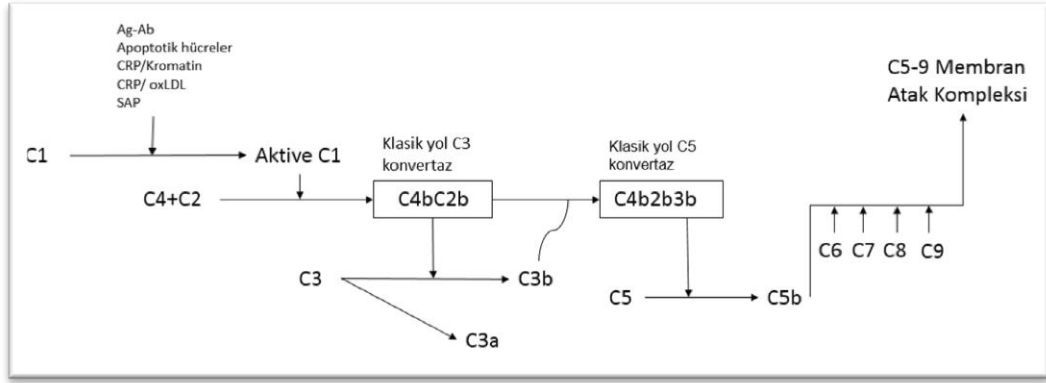 Ag-Ab
Apoptotik hücreler
CRP/Kromatin
CRP/ oxLDL
SAP
C5-9 Membran
Atak Kompleksi
C1
Aktive C1
Klasik yol C3
konvertaz
Klasik yol C5
konvertaz
C4+C2
C4bC2b
C4b2b3b
C6
C7
C8
C9
C3
C3b
C5
C5b
C3a